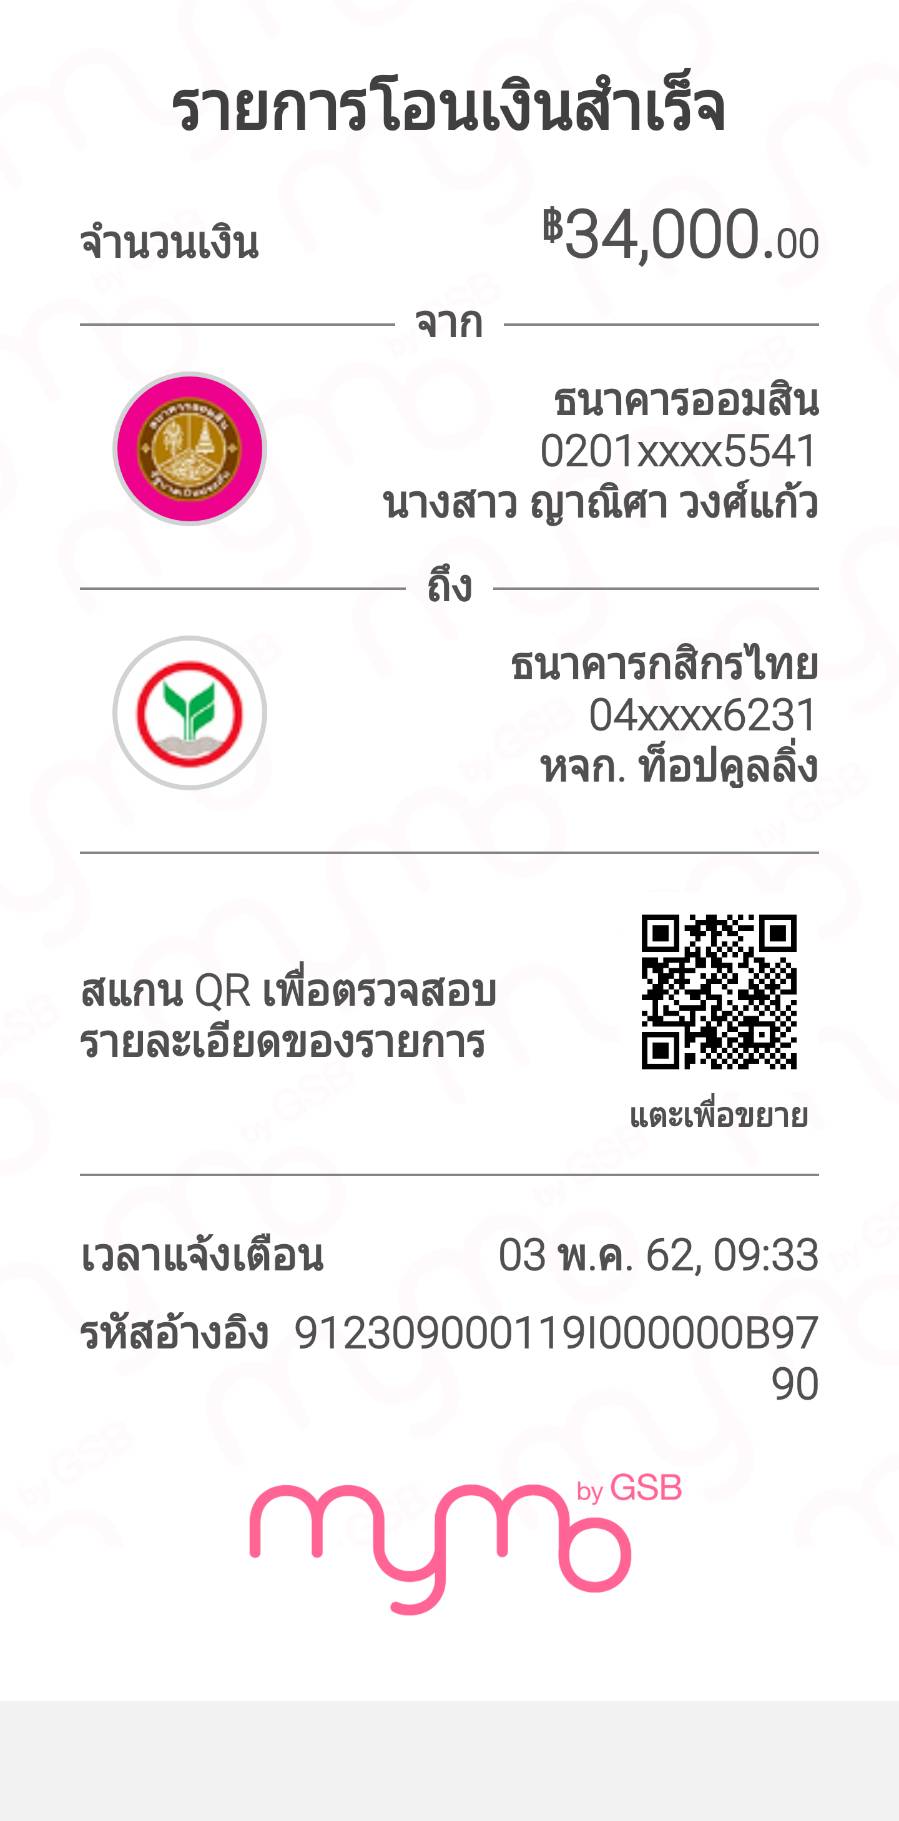 รายการโอนเงินสำเร็จ
จำนวนเงิน ฿34,000.00
จาก
ธนาคารออมสิน
0201xxxx5541
นางสาว ญาณิศา วงศ์แก้ว
ถึง
ธนาคารกสิกรไทย
04xxxx6231
หจก. ท็อปคูลลิ่ง
สแกน QR เพื่อตรวจสอบ
รายละเอียดของรายการ
แตะเพื่อขยาย
เวลาแจ้งเตือน 03 พ.ค. 62, 09:33
รหัสอ้างอิง 912309000119I000000B97
90
mymo by GSB